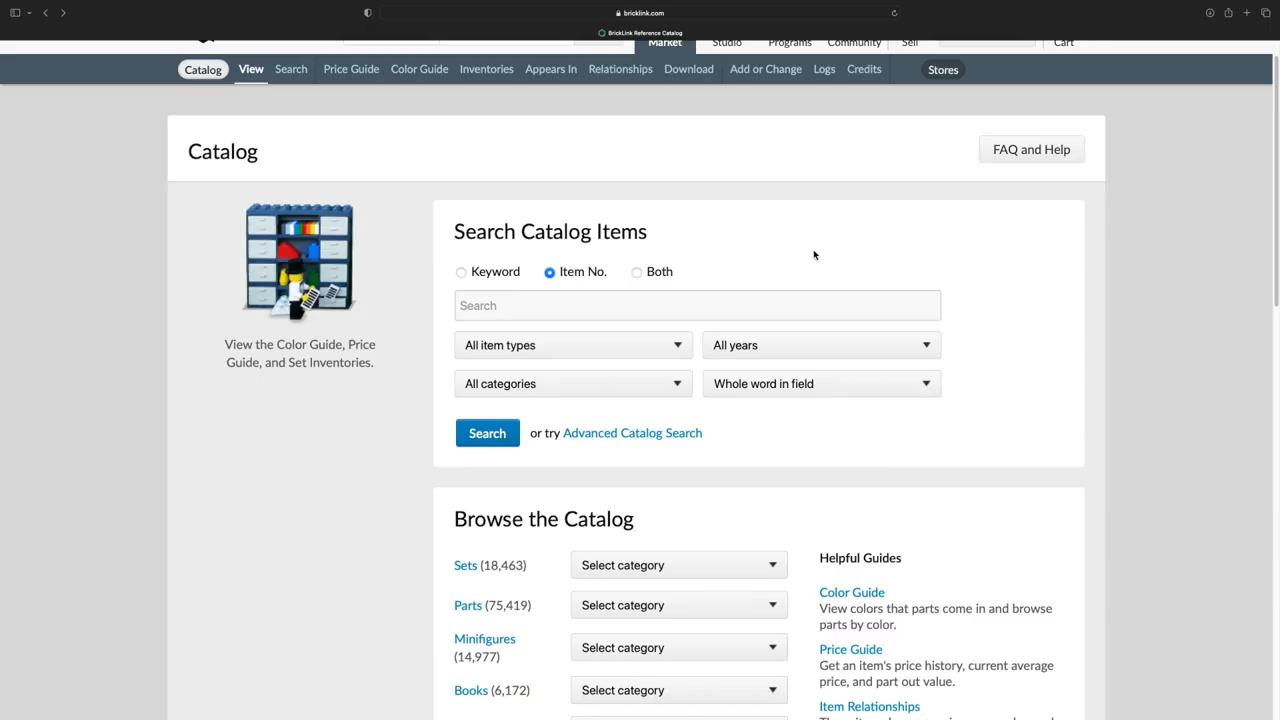 bricklink.com
BrickLink Reference Catalog
Market Studio Programs Community Sell Cart
Catalog View Search Price Guide Color Guide Inventories Appears In Relationships Download Add or Change Logs Credits Stores
Catalog
FAQ and Help
View the Color Guide, Price
Guide, and Set Inventories.
Search Catalog Items
Keyword Item No. Both
Search
All item types All years
All categories Whole word in field
Search or try Advanced Catalog Search
Browse the Catalog
Sets (18,463) Select category
Parts (75,419) Select category
Minifigures
(14,977) Select category
Books (6,172) Select category
Helpful Guides
Color Guide
View colors that parts come in and browse
parts by color.
Price Guide
Get an item's price history, current average
price, and part out value.
Item Relationships